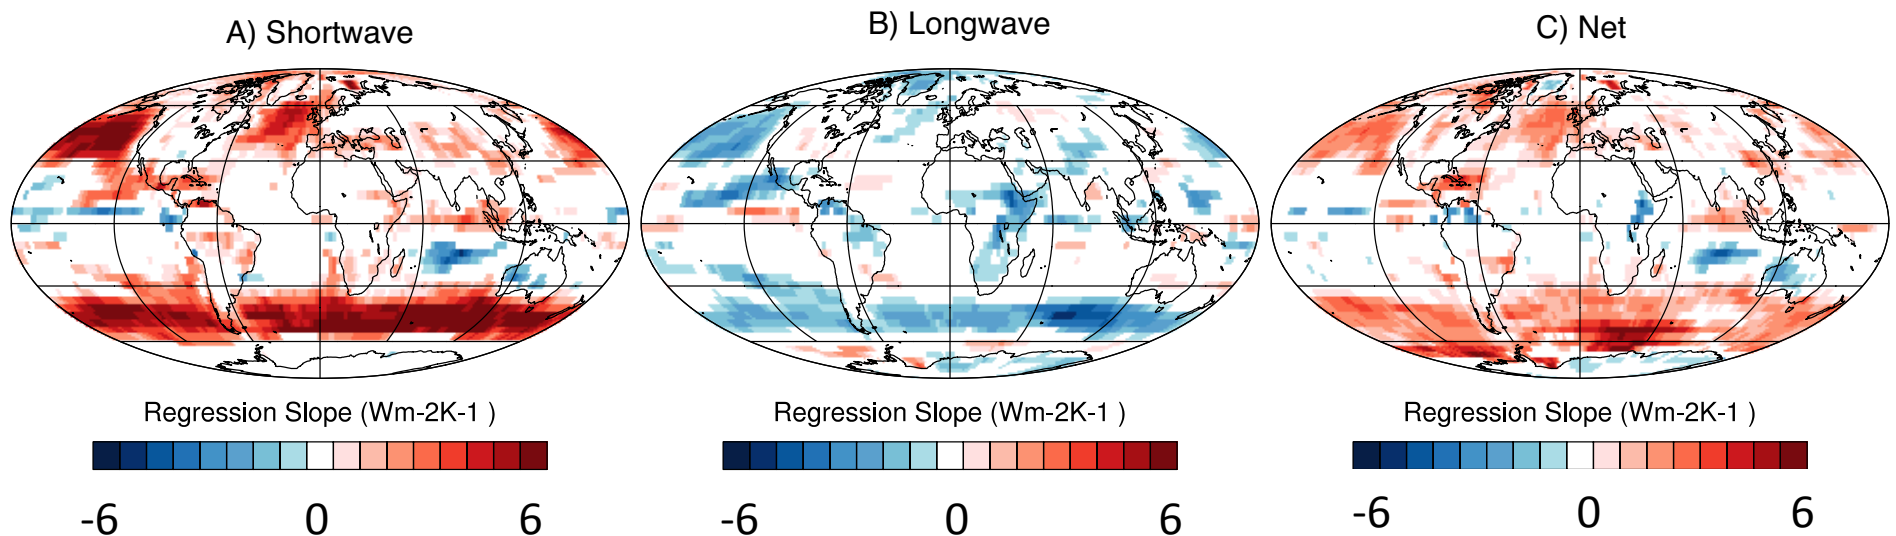 A) Shortwave
B) Longwave
C) Net
Regression Slope (Wm-2K-1 )
Regression Slope (Wm-2K-1 )
Regression Slope (Wm-2K-1 )
-6 0 6
-6 0 6
-6 0 6